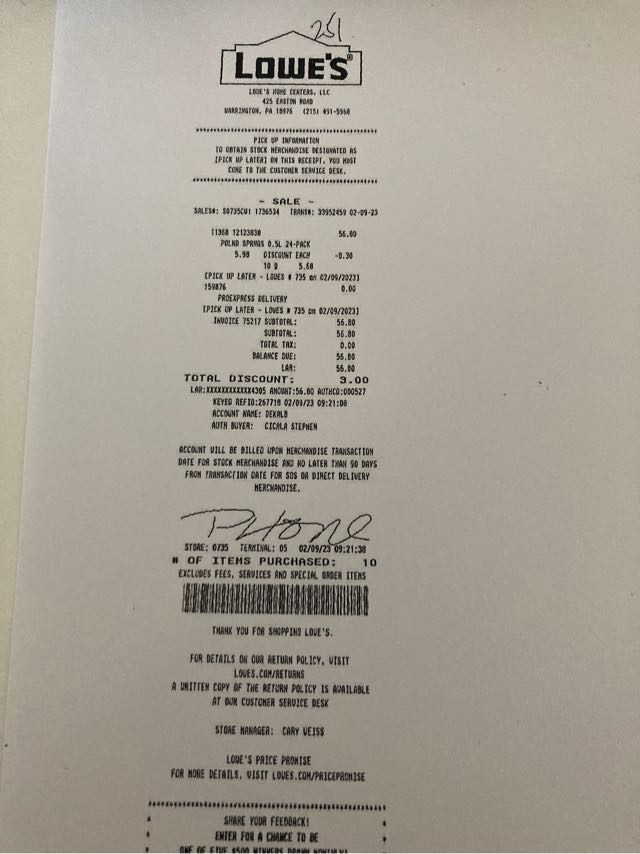 251
LOWE'S®
LOWE'S HOME CENTERS, LLC
425 EASTON ROAD
WARRINGTON, PA 18976 (215) 491-5968
PICK UP INFORMATION
TO OBTAIN STOCK MERCHANDISE DESIGNATED AS
[PICK UP LATER] ON THIS RECEIPT, YOU MUST
COME TO THE CUSTOMER SERVICE DESK.
- SALE -
SALES#: S0735CW1 1736534 TRANS#: 33952459 02-09-23
11368 12123838 56.80
POLND SPRNGS 0.5L 24-PACK
5.98 DISCOUNT EACH -0.30
10 @ 5.68
[PICK UP LATER - LOWES # 735 on 02/09/2023]
159876 0.00
PROEXPRESS DELIVERY
[PICK UP LATER - LOWES # 735 on 02/09/2023]
INVOICE 75217 SUBTOTAL: 56.80
SUBTOTAL: 56.80
TOTAL TAX: 0.00
BALANCE DUE: 56.80
LAR: 56.80
TOTAL DISCOUNT: 3.00
LAR:XXXXXXXXXXXX4305 AMOUNT:56.80 AUTHCD:000527
KEYED REFID:267718 02/09/23 09:21:08
ACCOUNT NAME: DEKALB
AUTH BUYER: CICALA STEPHEN
ACCOUNT WILL BE BILLED UPON MERCHANDISE TRANSACTION
DATE FOR STOCK MERCHANDISE AND NO LATER THAN 90 DAYS
FROM TRANSACTION DATE FOR SOS OR DIRECT DELIVERY
MERCHANDISE.
PHONE
STORE: 0735 TERMINAL: 05 02/09/23 09:21:38
# OF ITEMS PURCHASED: 10
EXCLUDES FEES, SERVICES AND SPECIAL ORDER ITEMS
THANK YOU FOR SHOPPING LOWE'S.
FOR DETAILS ON OUR RETURN POLICY, VISIT
LOWES.COM/RETURNS
A WRITTEN COPY OF THE RETURN POLICY IS AVAILABLE
AT OUR CUSTOMER SERVICE DESK
STORE MANAGER: CARY WEISS
LOWE'S PRICE PROMISE
FOR MORE DETAILS, VISIT LOWES.COM/PRICEPROMISE
SHARE YOUR FEEDBACK!
ENTER FOR A CHANCE TO BE
ONE OF FIVE $500 WINNERS DRAWN MONTHLY!